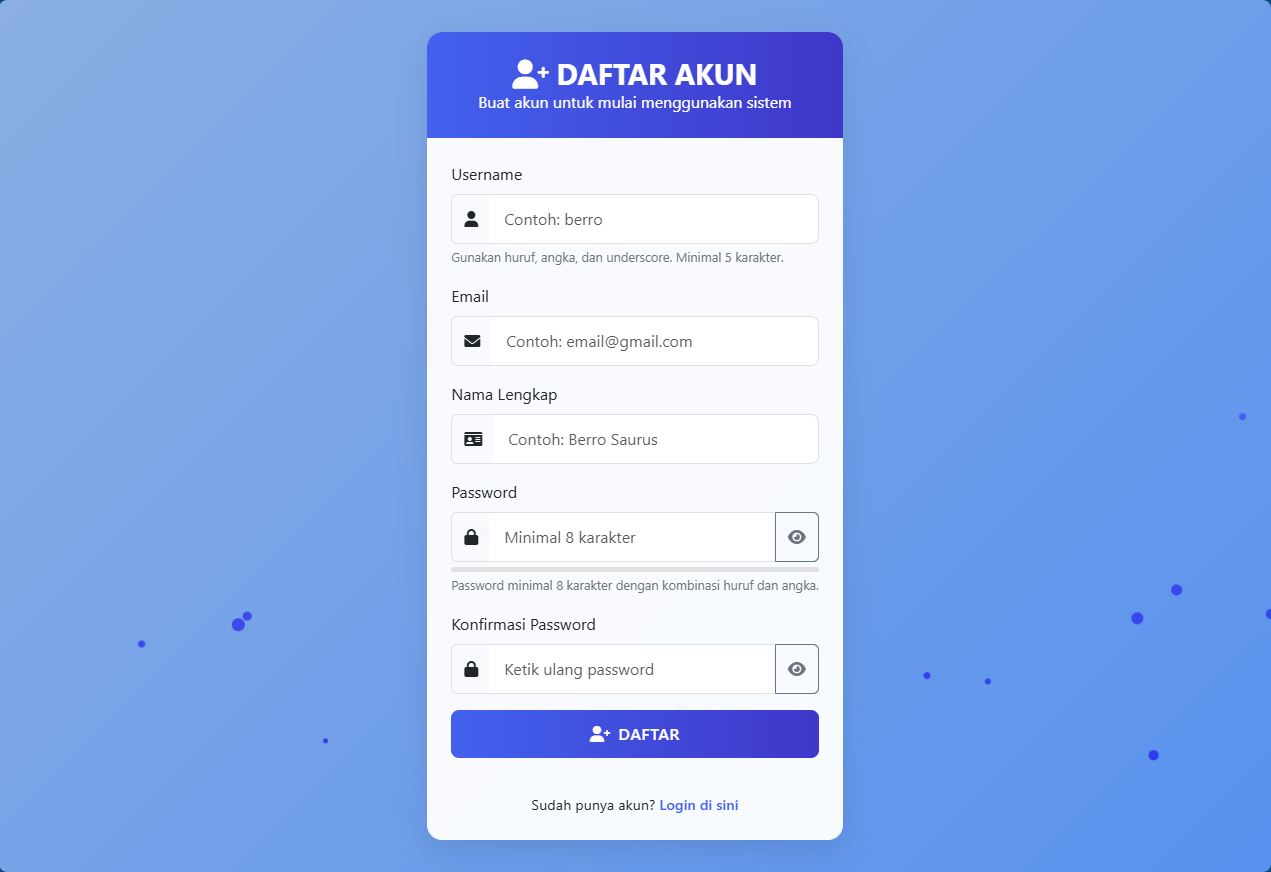 DAFTAR AKUN
Buat akun untuk mulai menggunakan sistem
Username
Contoh: berro
Gunakan huruf, angka, dan underscore. Minimal 5 karakter.
Email
Contoh: email@gmail.com
Nama Lengkap
Contoh: Berro Saurus
Password
Minimal 8 karakter
Password minimal 8 karakter dengan kombinasi huruf dan angka.
Konfirmasi Password
Ketik ulang password
DAFTAR
Sudah punya akun? Login di sini